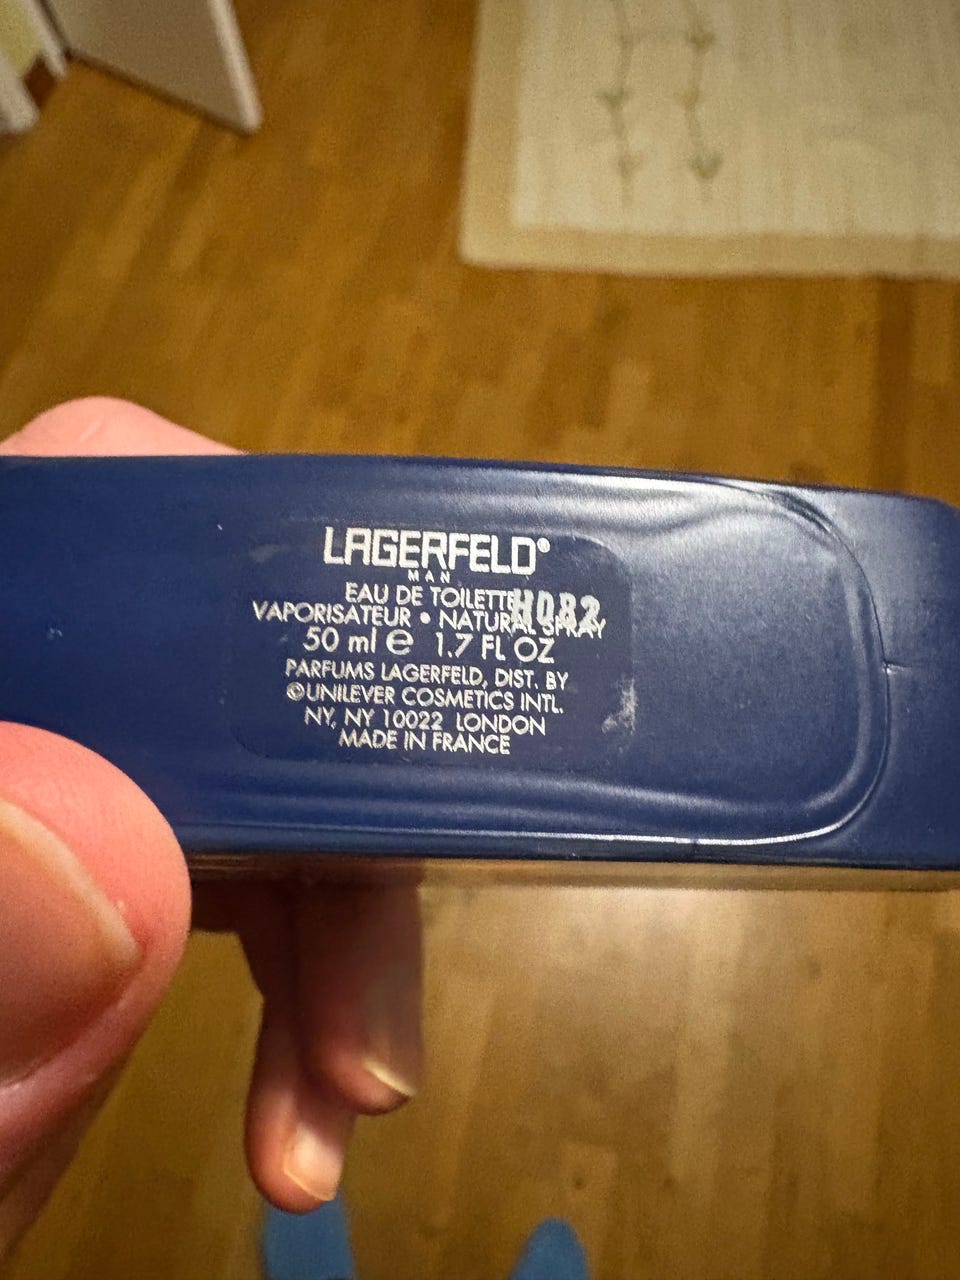 LAGERFELD®
MAN
EAU DE TOILETTE
H082
VAPORISATEUR • NATURAL SPRAY
50 ml ℮ 1.7 FL OZ
PARFUMS LAGERFELD, DIST. BY
©UNILEVER COSMETICS INTL.
NY, NY 10022 LONDON
MADE IN FRANCE